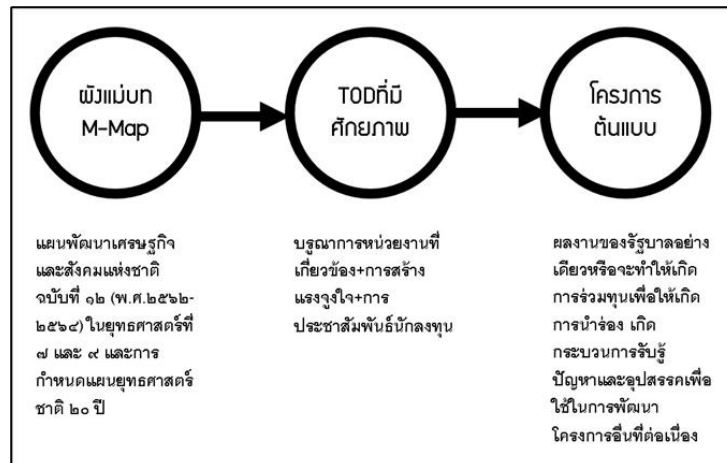 ผังแม่บท
M-Map
TODที่มี
ศักยภาพ
โครงการ
ต้นแบบ
แผนพัฒนาเศรษฐกิจ
และสังคมแห่งชาติ
ฉบับที่ ๑๒ (พ.ศ.๒๕๖๒-
๒๕๖๔) ในยุทธศาสตร์ที่
๗ และ ๙ และการ
กำหนดแผนยุทธศาสตร์
ชาติ ๒๐ ปี
บรูณาการหน่วยงานที่
เกี่ยวข้อง+การสร้าง
แรงจูงใจ+การ
ประชาสัมพันธ์นักลงทุน
ผลงานของรัฐบาลอย่าง
เดียวหรือจะทำให้เกิด
การร่วมทุนเพื่อให้เกิด
การนำร่อง เกิด
กระบวนการรับรู้
ปัญหาและอุปสรรคเพื่อ
ใช้ในการพัฒนา
โครงการอื่นที่ต่อเนื่อง